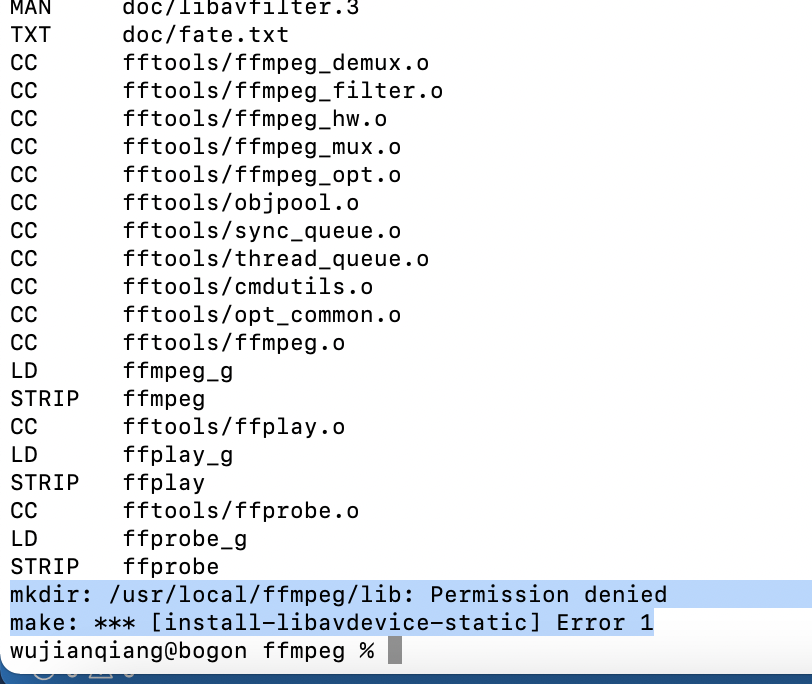 MAN     doc/libavfilter.3
TXT     doc/fate.txt
CC      fftools/ffmpeg_demux.o
CC      fftools/ffmpeg_filter.o
CC      fftools/ffmpeg_hw.o
CC      fftools/ffmpeg_mux.o
CC      fftools/ffmpeg_opt.o
CC      fftools/objpool.o
CC      fftools/sync_queue.o
CC      fftools/thread_queue.o
CC      fftools/cmdutils.o
CC      fftools/opt_common.o
CC      fftools/ffmpeg.o
LD      ffmpeg_g
STRIP   ffmpeg
CC      fftools/ffplay.o
LD      ffplay_g
STRIP   ffplay
CC      fftools/ffprobe.o
LD      ffprobe_g
STRIP   ffprobe
mkdir: /usr/local/ffmpeg/lib: Permission denied
make: *** [install-libavdevice-static] Error 1
wujianqiang@bogon ffmpeg %